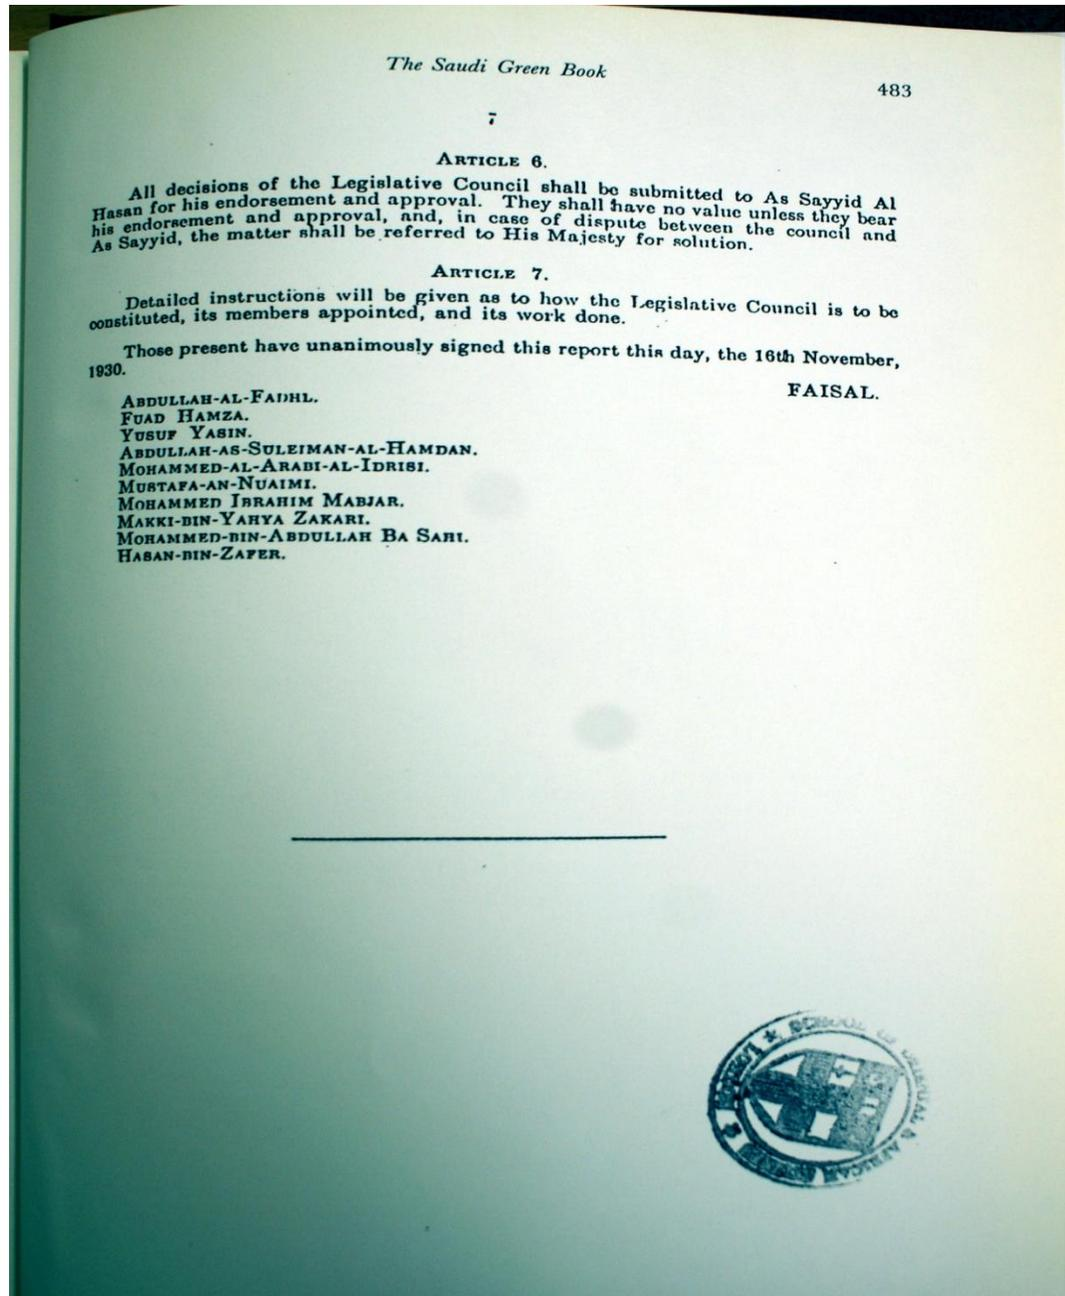 The Saudi Green Book
483
7
ARTICLE 6.
All decisions of the Legislative Council shall be submitted to As Sayyid Al
Hasan for his endorsement and approval. They shall have no value unless they bear
his endorsement and approval, and, in case of dispute between the council and
As Sayyid, the matter shall be referred to His Majesty for solution.
ARTICLE 7.
Detailed instructions will be given as to how the Legislative Council is to be
constituted, its members appointed, and its work done.
Those present have unanimously signed this report this day, the 16th November,
1930.
FAISAL.
ABDULLAH-AL-FADHL.
FUAD HAMZA.
YUSUF YASIN.
ABDULLAH-AS-SULEIMAN-AL-HAMDAN.
MOHAMMED-AL-ARABI-AL-IDRISI.
MUSTAFA-AN-NUAIMI.
MOHAMMED IBRAHIM MABJAR.
MAKKI-BIN-YAHYA ZAKARI.
MOHAMMED-BIN-ABDULLAH BA SAHI.
HASAN-BIN-ZAFER.
SCHOOL OF ORIENTAL & AFRICAN